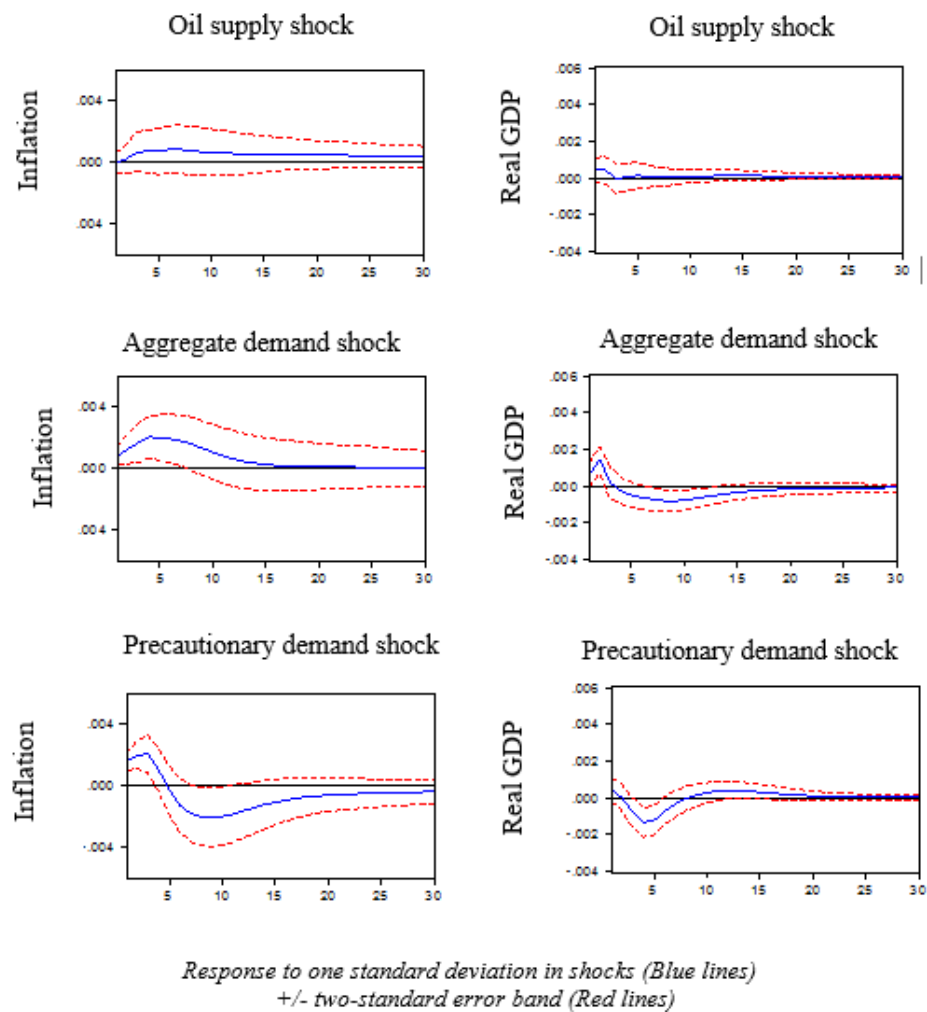 Oil supply shock
Inflation
.004
.000
.004
5 10 15 20 25 30
Oil supply shock
Real GDP
.006
.004
.002
.000
-.002
-.004
5 10 15 20 25 30
Aggregate demand shock
Inflation
.004
.000
.004
5 10 15 20 25 30
Aggregate demand shock
Real GDP
.006
.004
.002
.000
-.002
-.004
5 10 15 20 25 30
Precautionary demand shock
Inflation
.004
.000
-.004
5 10 15 20 25 30
Precautionary demand shock
Real GDP
.006
.004
.002
.000
-.002
-.004
5 10 15 20 25 30
Response to one standard deviation in shocks (Blue lines)
+/- two-standard error band (Red lines)